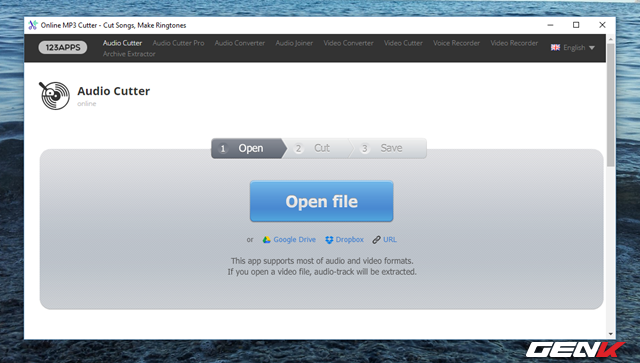 Online MP3 Cutter - Cut Songs, Make Ringtones
123APPS Audio Cutter Audio Cutter Pro Audio Converter Audio Joiner Video Converter Video Cutter Voice Recorder Video Recorder English
Archive Extractor
Audio Cutter
online
1 Open 2 Cut 3 Save
Open file
or Google Drive Dropbox URL
This app supports most of audio and video formats.
If you open a video file, audio-track will be extracted.
GENK